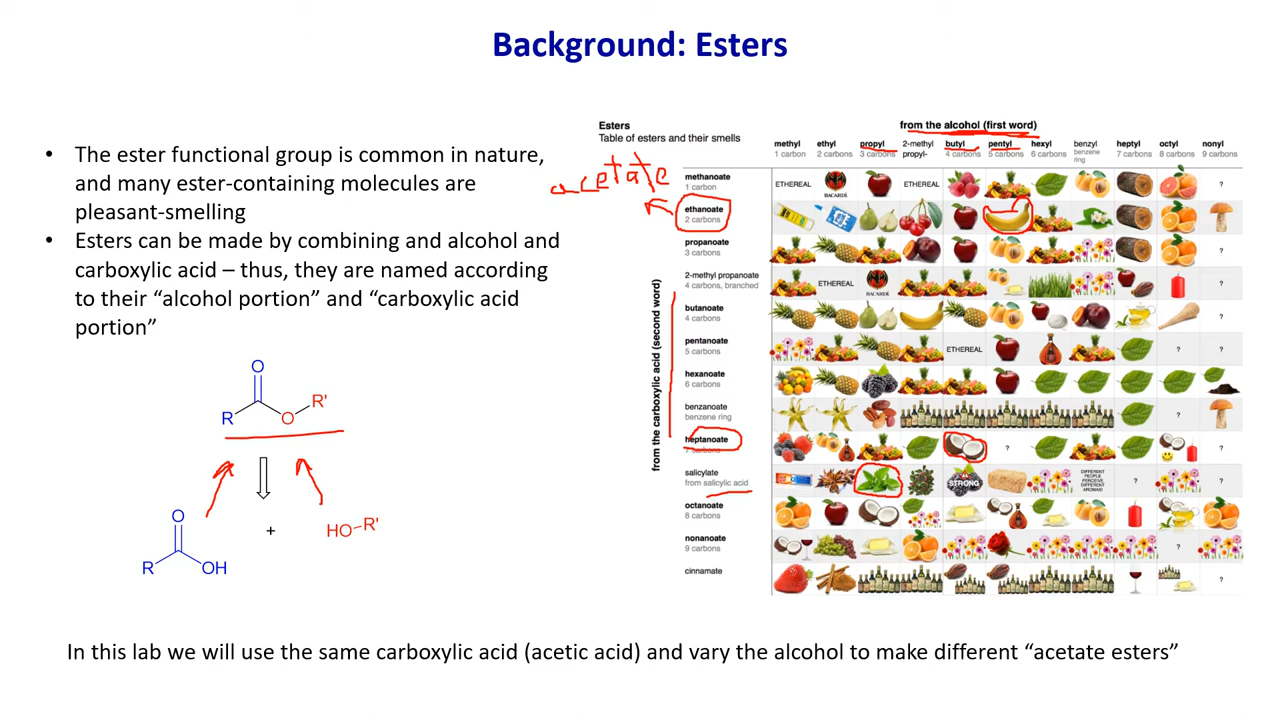 Background: Esters
• The ester functional group is common in nature,
and many ester-containing molecules are
pleasant-smelling
• Esters can be made by combining and alcohol and
carboxylic acid – thus, they are named according
to their “alcohol portion” and “carboxylic acid
portion”
O
R
O
R'
O
R
OH
+
HO–R'
Esters
Table of esters and their smells
from the alcohol (first word)
methyl ethyl propyl 2-methyl propyl- butyl pentyl hexyl benzyl heptyl octyl nonyl
1 carbon 2 carbons 3 carbons 4 carbons 5 carbons 6 carbons benzene ring 7 carbons 8 carbons 9 carbons
acetate
from the carboxylic acid (second word)
methanoate
1 carbon
ETHEREAL BACARDI ETHEREAL ?
ethanoate
2 carbons
propanoate
3 carbons
?
2-methyl propanoate
4 carbons, branched
ETHEREAL BACARDI ?
butanoate
4 carbons
?
pentanoate
5 carbons
ETHEREAL ? ?
hexanoate
6 carbons
benzanoate
benzene ring
?
heptanoate
7 carbons
? ?
salicylate
from salicylic acid
STRONG DIFFERENT PEOPLE PERCEIVE DIFFERENT AROMAS! ? ?
octanoate
8 carbons
nonanoate
9 carbons
? ?
cinnamate
?
In this lab we will use the same carboxylic acid (acetic acid) and vary the alcohol to make different “acetate esters”